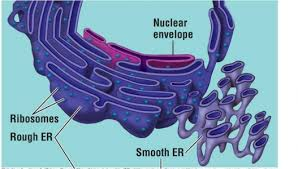 Nuclear
envelope
Ribosomes
Rough ER
Smooth ER